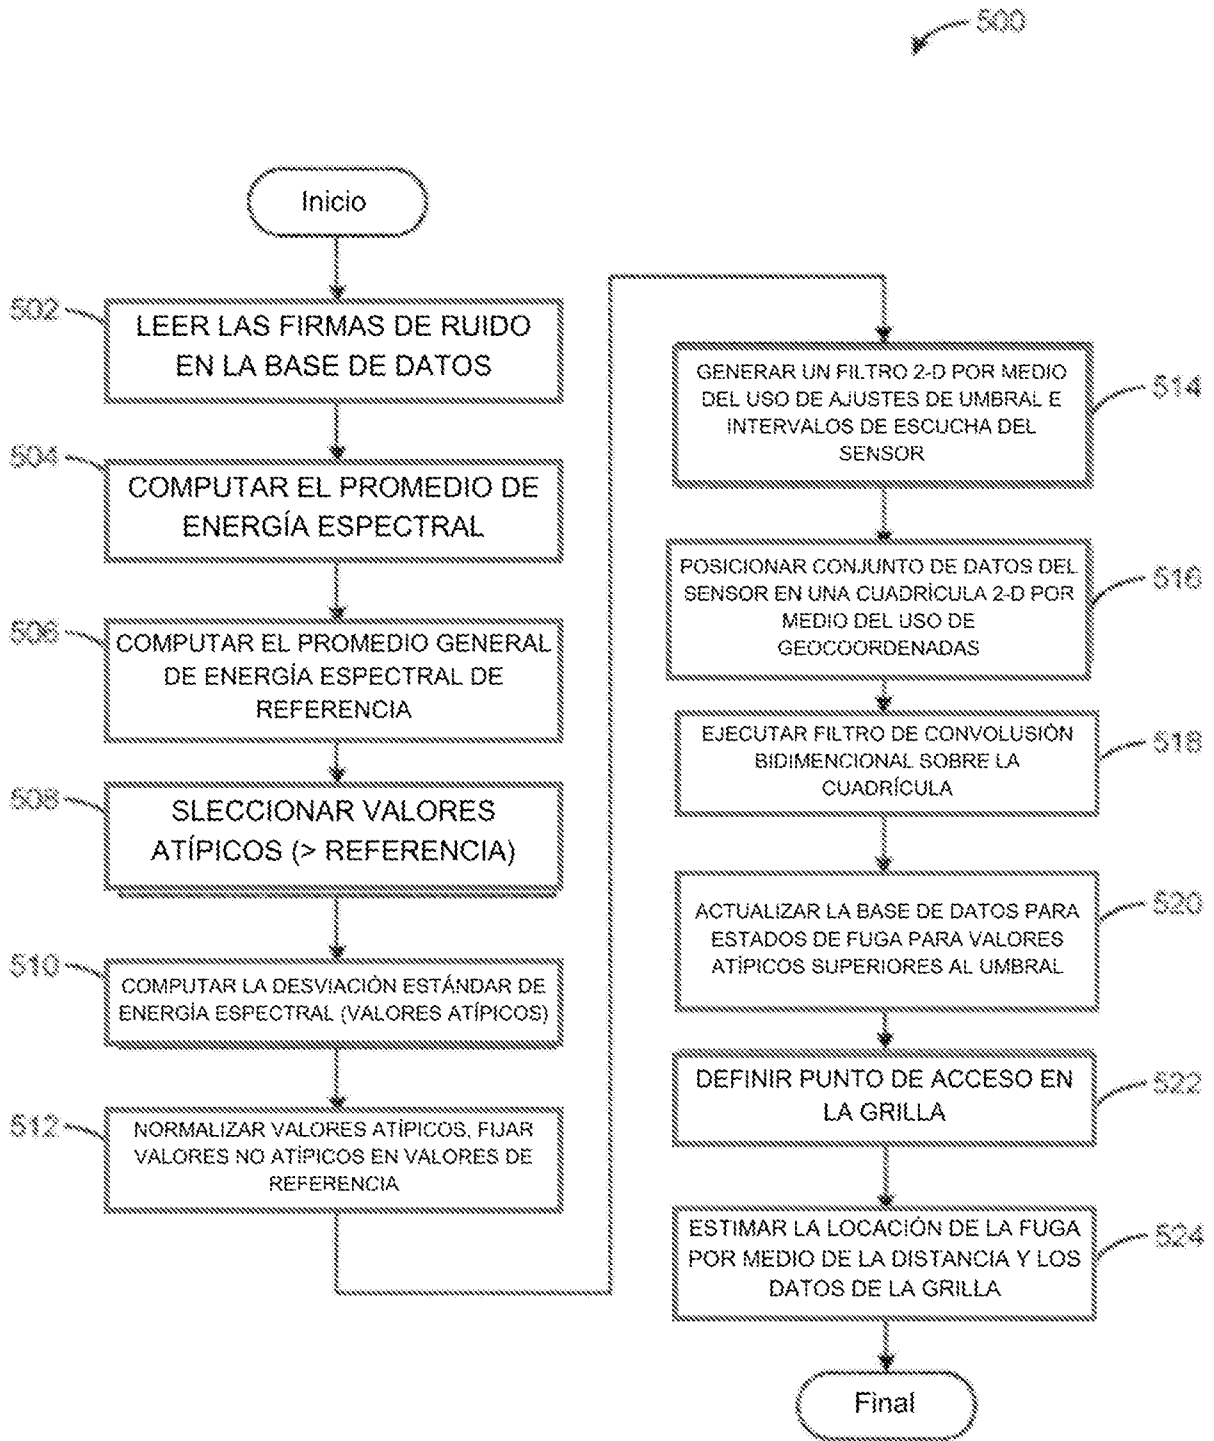 500
Inicio
502
LEER LAS FIRMAS DE RUIDO
EN LA BASE DE DATOS
504
COMPUTAR EL PROMEDIO DE
ENERGÍA ESPECTRAL
506
COMPUTAR EL PROMEDIO GENERAL
DE ENERGÍA ESPECTRAL DE
REFERENCIA
508
SLECCIONAR VALORES
ATÍPICOS (> REFERENCIA)
510
COMPUTAR LA DESVIACIÓN ESTÁNDAR DE
ENERGÍA ESPECTRAL (VALORES ATÍPICOS)
512
NORMALIZAR VALORES ATÍPICOS, FIJAR
VALORES NO ATÍPICOS EN VALORES DE
REFERENCIA
GENERAR UN FILTRO 2-D POR MEDIO
DEL USO DE AJUSTES DE UMBRAL E
INTERVALOS DE ESCUCHA DEL
SENSOR
514
POSICIONAR CONJUNTO DE DATOS DEL
SENSOR EN UNA CUADRÍCULA 2-D POR
MEDIO DEL USO DE
GEOCOORDENADAS
516
EJECUTAR FILTRO DE CONVOLUSIÓN
BIDIMENCIONAL SOBRE LA
CUADRÍCULA
518
ACTUALIZAR LA BASE DE DATOS PARA
ESTADOS DE FUGA PARA VALORES
ATÍPICOS SUPERIORES AL UMBRAL
520
DEFINIR PUNTO DE ACCESO EN
LA GRILLA
522
ESTIMAR LA LOCACIÓN DE LA FUGA
POR MEDIO DE LA DISTANCIA Y LOS
DATOS DE LA GRILLA
524
Final